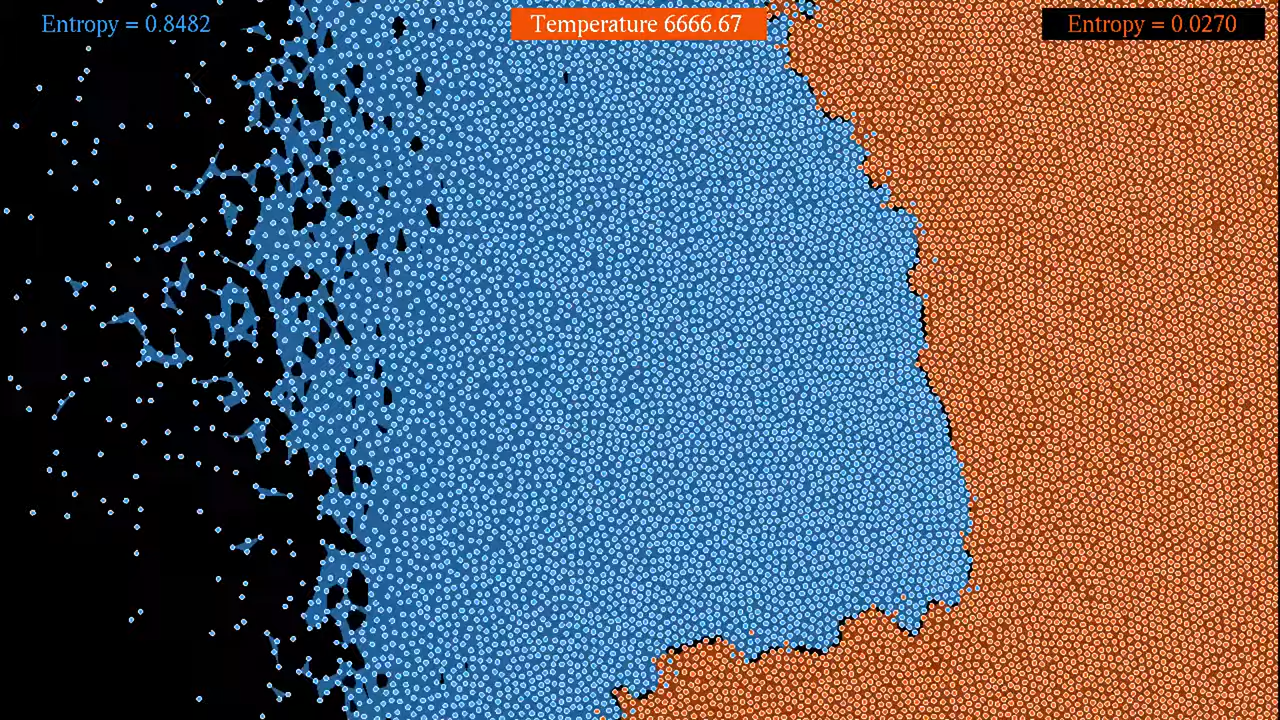 Entropy = 0.8482
Temperature 6666.67
Entropy = 0.0270